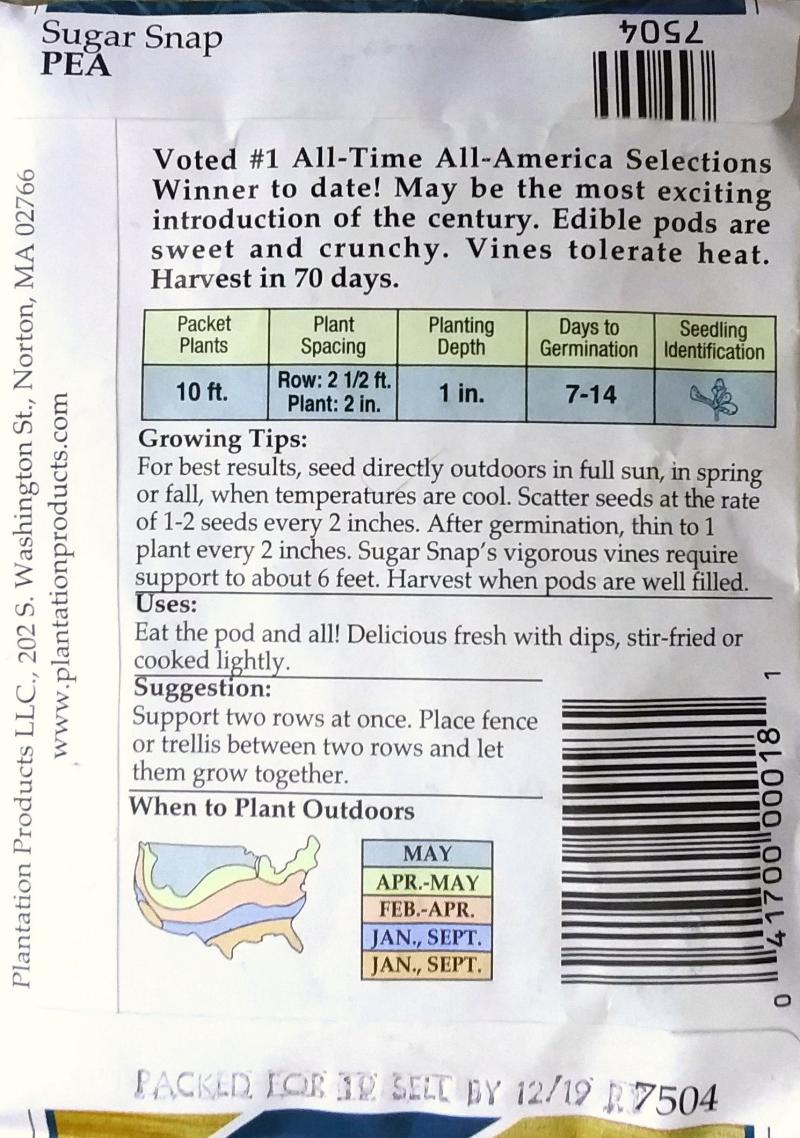 Sugar Snap
PEA
7504
Voted #1 All-Time All-America Selections
Winner to date! May be the most exciting
introduction of the century. Edible pods are
sweet and crunchy. Vines tolerate heat.
Harvest in 70 days.
Packet Plants
Plant Spacing
Planting Depth
Days to Germination
Seedling Identification
10 ft.
Row: 2 1/2 ft.
Plant: 2 in.
1 in.
7-14
Growing Tips:
For best results, seed directly outdoors in full sun, in spring
or fall, when temperatures are cool. Scatter seeds at the rate
of 1-2 seeds every 2 inches. After germination, thin to 1
plant every 2 inches. Sugar Snap's vigorous vines require
support to about 6 feet. Harvest when pods are well filled.
Uses:
Eat the pod and all! Delicious fresh with dips, stir-fried or
cooked lightly.
Suggestion:
Support two rows at once. Place fence
or trellis between two rows and let
them grow together.
When to Plant Outdoors
MAY
APR.-MAY
FEB.-APR.
JAN., SEPT.
JAN., SEPT.
0 41700 00018 1
Plantation Products LLC., 202 S. Washington St., Norton, MA 02766
www.plantationproducts.com
PACKED FOR 19 SELL BY 12/19 7504